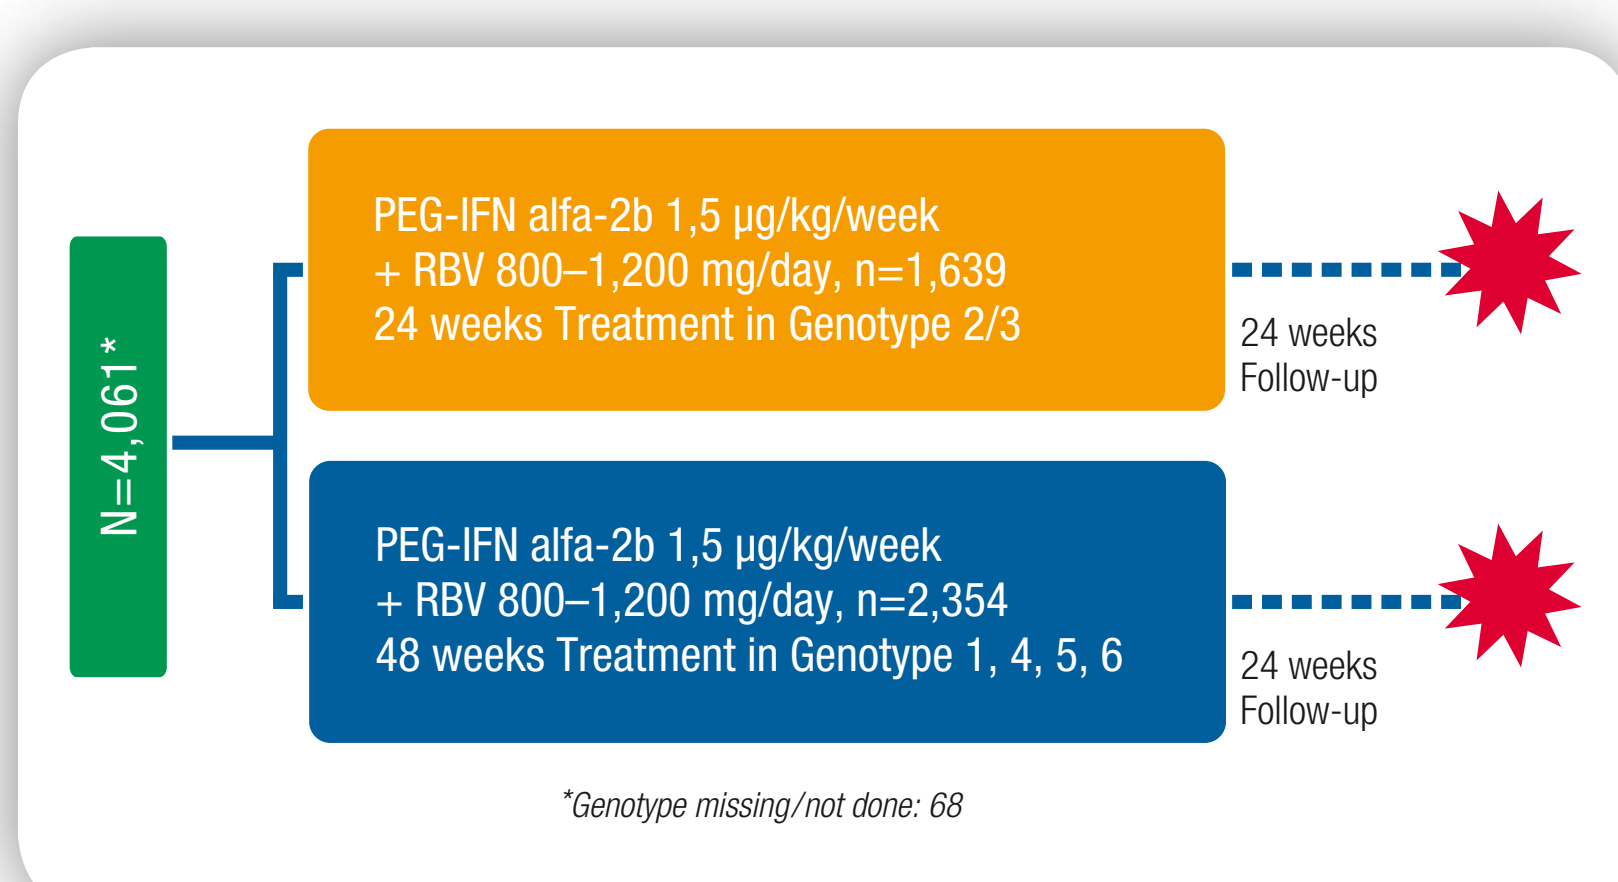 N=4,061*
PEG-IFN alfa-2b 1,5 µg/kg/week
+ RBV 800–1,200 mg/day, n=1,639
24 weeks Treatment in Genotype 2/3
24 weeks
Follow-up
PEG-IFN alfa-2b 1,5 µg/kg/week
+ RBV 800–1,200 mg/day, n=2,354
48 weeks Treatment in Genotype 1, 4, 5, 6
24 weeks
Follow-up
*Genotype missing/not done: 68